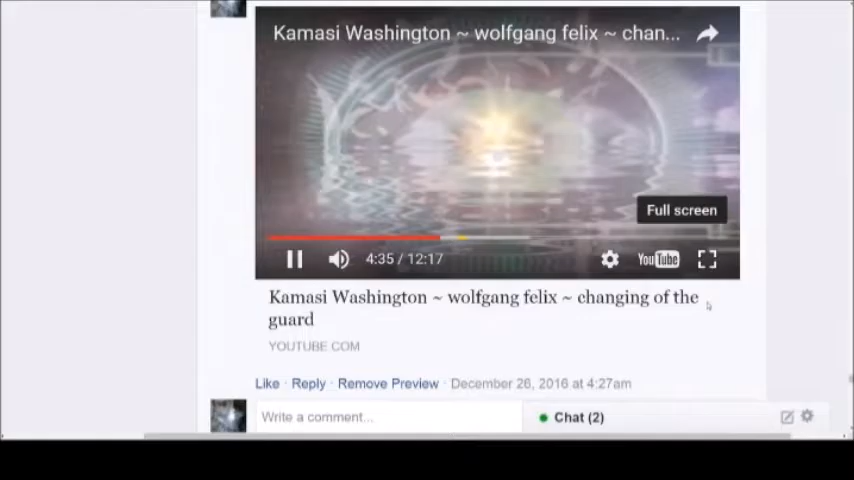 Kamasi Washington ~ wolfgang felix ~ chan...
Full screen
4:35 / 12:17
YouTube
Kamasi Washington ~ wolfgang felix ~ changing of the
guard
YOUTUBE COM
Like · Reply · Remove Preview · December 26, 2016 at 4:27am
Write a comment...
Chat (2)